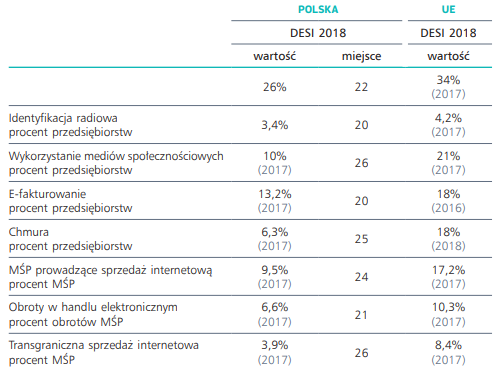 POLSKA UE
DESI 2018 DESI 2018
wartość miejsce wartość
26% 22 34%
(2017)
Identyfikacja radiowa
procent przedsiębiorstw 3,4% 20 4,2%
(2017)
Wykorzystanie mediów społecznościowych
procent przedsiębiorstw 10%
(2017) 26 21%
(2017)
E-fakturowanie
procent przedsiębiorstw 13,2%
(2017) 20 18%
(2016)
Chmura
procent przedsiębiorstw 6,3%
(2017) 25 18%
(2018)
MŚP prowadzące sprzedaż internetową
procent MŚP 9,5%
(2017) 24 17,2%
(2017)
Obroty w handlu elektronicznym
procent obrotów MŚP 6,6%
(2017) 21 10,3%
(2017)
Transgraniczna sprzedaż internetowa
procent MŚP 3,9%
(2017) 26 8,4%
(2017)